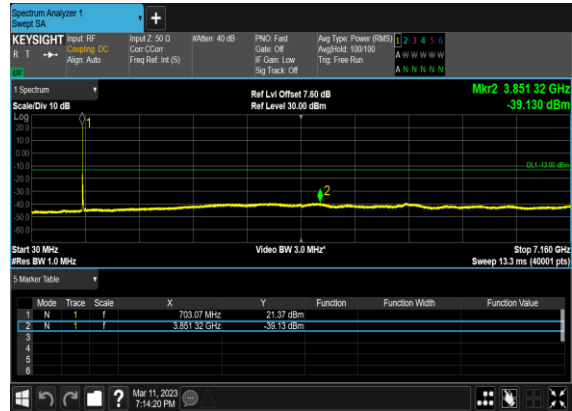 Spectrum Analyzer 1
Swept SA
+
KEYSIGHT Input: RF Input Z: 50 Ω #Atten: 40 dB PNO: Fast Avg Type: Power (RMS) 1 2 3 4 5 6
R T Coupling: DC Corr CCorr Gate: Off Avg|Hold: 100/100 A W W W W W
Align: Auto Freq Ref: Int (S) IF Gain: Low Trig: Free Run
LW Sig Track: Off A N N N N N
1 Spectrum Ref Lvl Offset 7.60 dB Mkr2 3.851 32 GHz
Scale/Div 10 dB Ref Level 30.00 dBm -39.130 dBm
Log
20.0
10.0
0.00
-10.0
-20.0
-30.0
-40.0
-50.0
-60.0
1
DL1 -13.00 dBm
2
Start 30 MHz Video BW 3.0 MHz* Stop 7.160 GHz
#Res BW 1.0 MHz Sweep 13.3 ms (40001 pts)
5 Marker Table
Mode Trace Scale X Y Function Function Width Function Value
1 N 1 f 703.07 MHz 21.37 dBm
2 N 1 f 3.851 32 GHz -39.13 dBm
3
4
5
6
? Mar 11, 2023
7:14:20 PM